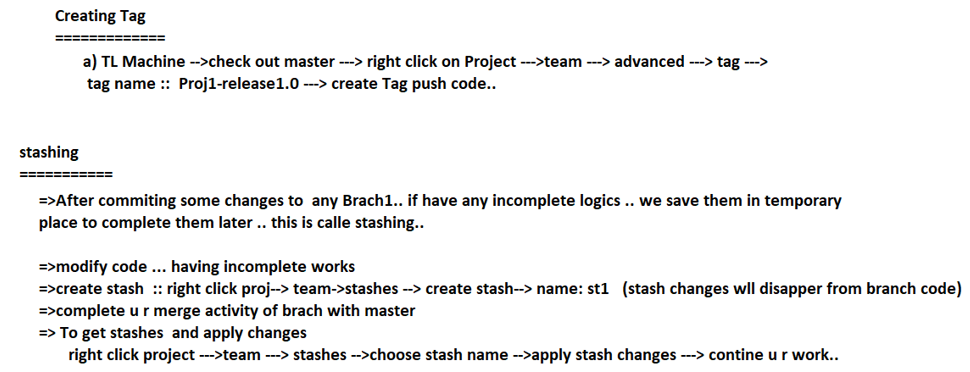 Creating Tag
=============
a) TL Machine -->check out master ---> right click on Project --->team ---> advanced ---> tag --->
tag name :: Proj1-release1.0 ---> create Tag push code..
stashing
===========
=>After commiting some changes to any Brach1.. if have any incomplete logics .. we save them in temporary
place to complete them later .. this is calle stashing..
=>modify code ... having incomplete works
=>create stash :: right click proj--> team->stashes --> create stash--> name: st1 (stash changes wll disapper from branch code)
=>complete u r merge activity of brach with master
=> To get stashes and apply changes
right click project --->team ---> stashes -->choose stash name -->apply stash changes ---> contine u r work..